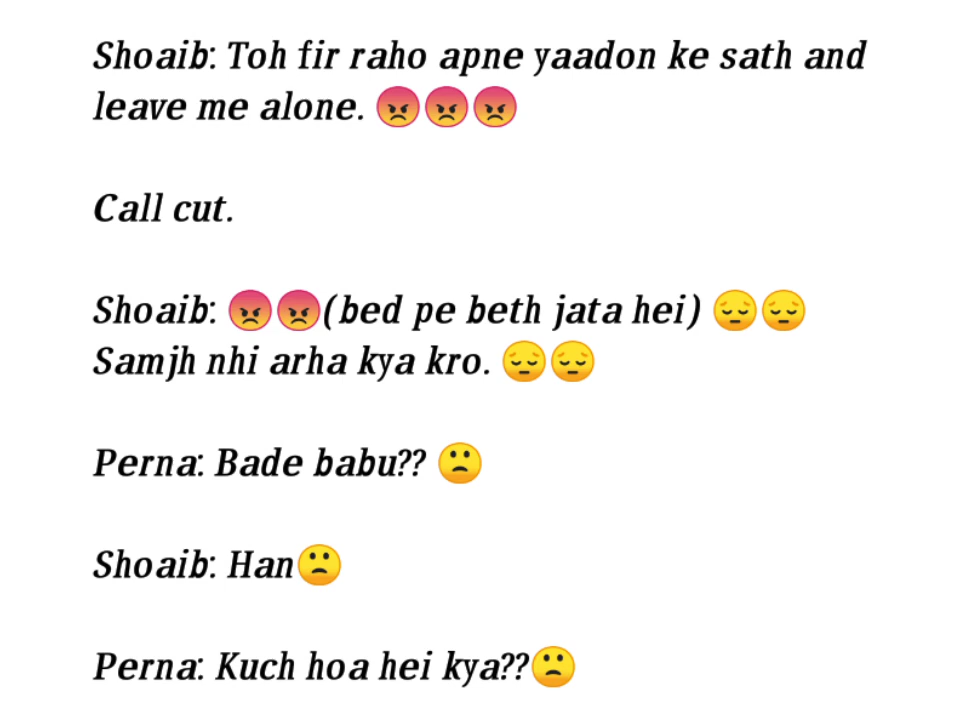 Shoaib: Toh fir raho apne yaadon ke sath and
leave me alone. 😡😡😡
Call cut.
Shoaib: 😡😡(bed pe beth jata hei) 😔😔
Samjh nhi arha kya kro. 😔😔
Perna: Bade babu?? 🙁
Shoaib: Han🙁
Perna: Kuch hoa hei kya??🙁